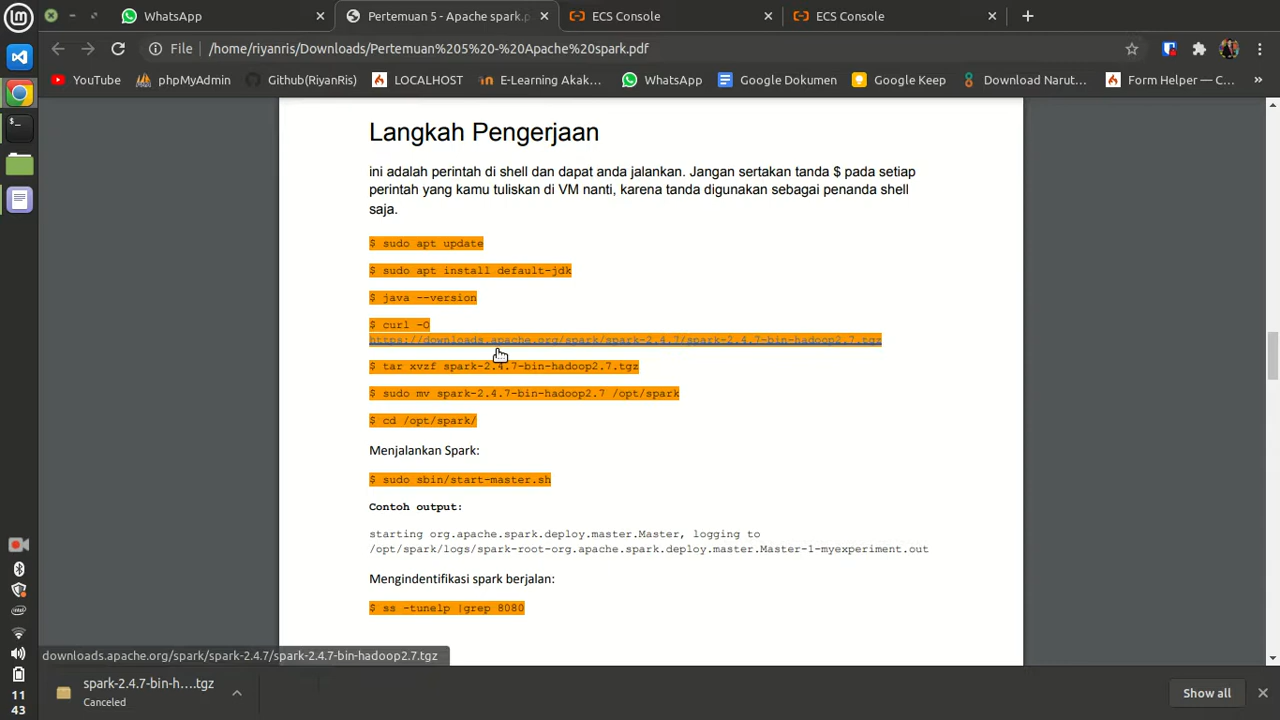 WhatsApp
Pertemuan 5 - Apache spark.p
ECS Console
ECS Console
File
/home/riyanris/Downloads/Pertemuan%205%20-%20Apache%20spark.pdf
YouTube
phpMyAdmin
Github(RiyanRis)
LOCALHOST
E-Learning Akak...
WhatsApp
Google Dokumen
Google Keep
Download Narut...
Form Helper — C...
Langkah Pengerjaan
ini adalah perintah di shell dan dapat anda jalankan. Jangan sertakan tanda $ pada setiap
perintah yang kamu tuliskan di VM nanti, karena tanda digunakan sebagai penanda shell
saja.
$ sudo apt update
$ sudo apt install default-jdk
$ java --version
$ curl -O
https://downloads.apache.org/spark/spark-2.4.7/spark-2.4.7-bin-hadoop2.7.tgz
$ tar xvzf spark-2.4.7-bin-hadoop2.7.tgz
$ sudo mv spark-2.4.7-bin-hadoop2.7 /opt/spark
$ cd /opt/spark/
Menjalankan Spark:
$ sudo sbin/start-master.sh
Contoh output:
starting org.apache.spark.deploy.master.Master, logging to
/opt/spark/logs/spark-root-org.apache.spark.deploy.master.Master-1-myexperiment.out
Mengindentifikasi spark berjalan:
$ ss -tunelp |grep 8080
downloads.apache.org/spark/spark-2.4.7/spark-2.4.7-bin-hadoop2.7.tgz
spark-2.4.7-bin-h....tgz
Canceled
Show all
11
43